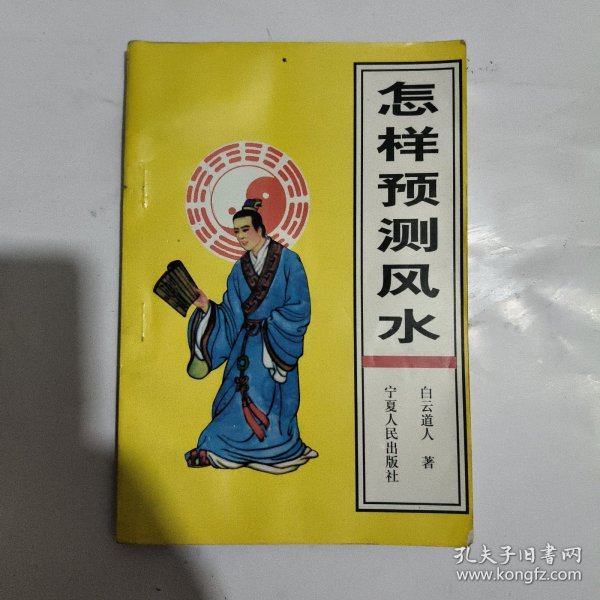 怎样预测风水
白云道人 著
宁夏人民出版社
孔夫子旧书网
www.kongfz.com